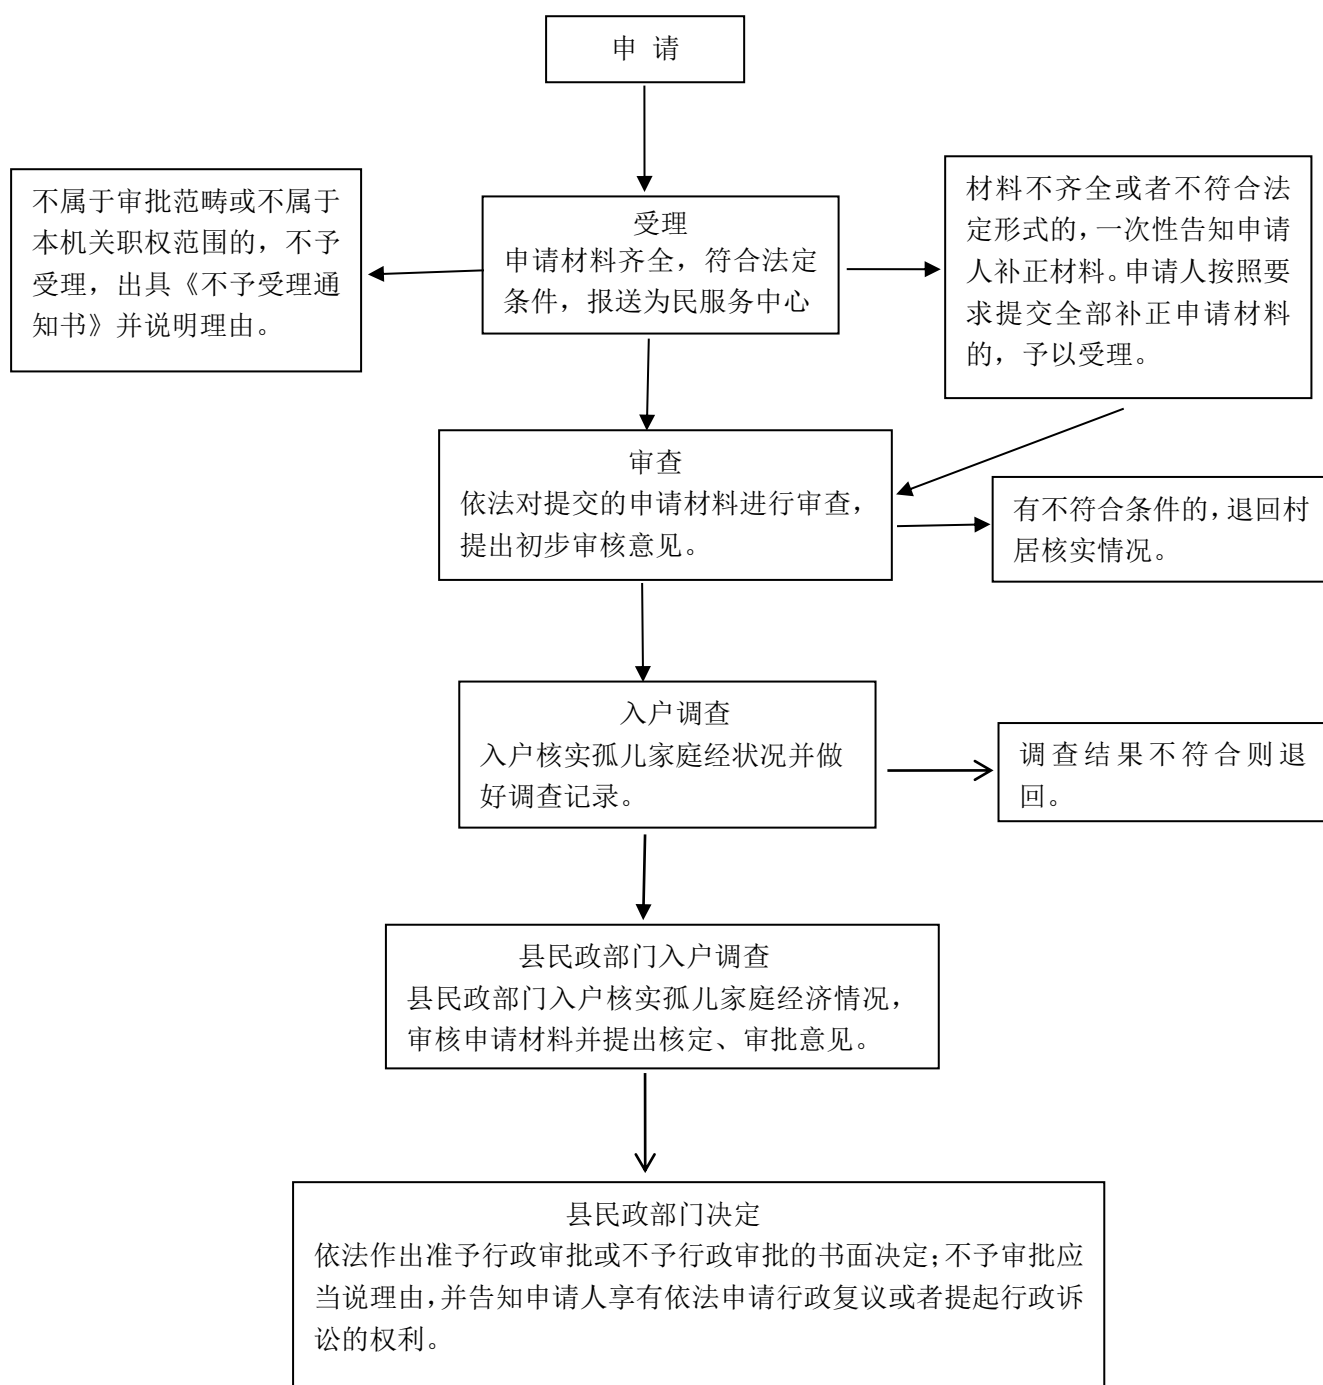 申 请
不属于审批范畴或不属于
本机关职权范围的，不予
受理，出具《不予受理通
知书》并说明理由。
受理
申请材料齐全，符合法定
条件，报送为民服务中心
材料不齐全或者不符合法
定形式的，一次性告知申请
人补正材料。申请人按照要
求提交全部补正申请材料
的，予以受理。
审查
依法对提交的申请材料进行审查，
提出初步审核意见。
有不符合条件的，退回村
居核实情况。
入户调查
入户核实孤儿家庭经状况并做
好调查记录。
调查结果不符合则退
回。
县民政部门入户调查
县民政部门入户核实孤儿家庭经济情况，
审核申请材料并提出核定、审批意见。
县民政部门决定
依法作出准予行政审批或不予行政审批的书面决定；不予审批应
当说理由，并告知申请人享有依法申请行政复议或者提起行政诉
讼的权利。